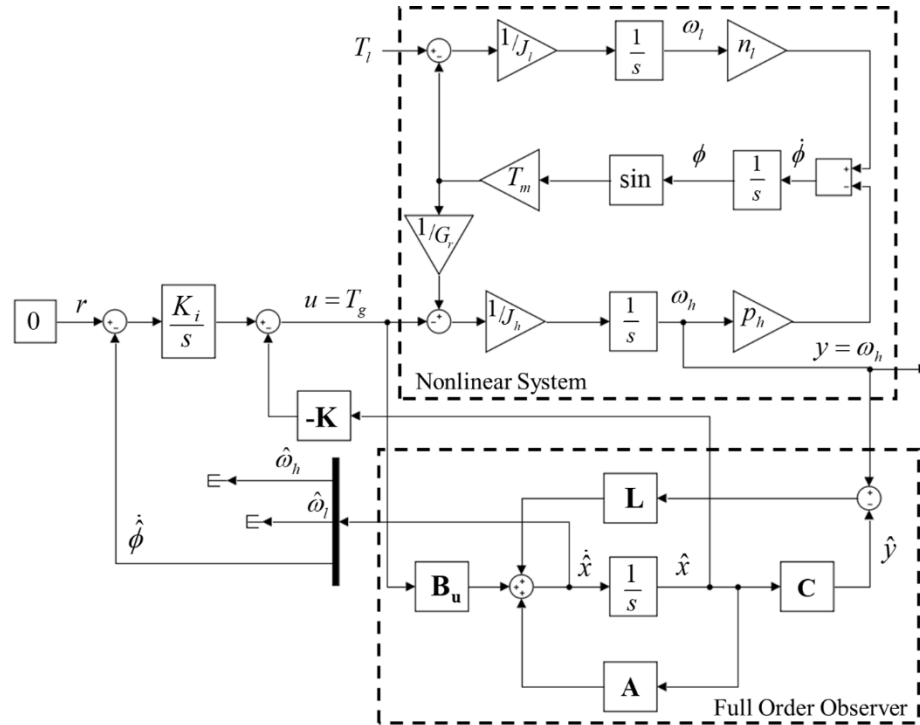 T_l
+-
1/J_l
1/s
ω_l
n_l
T_m
sin
ϕ
1/s
ϕ̇
+
-
1/G_r
0
r
+-
K_i/s
+-
u = T_g
-+
1/J_h
1/s
ω_h
p_h
y = ω_h
Nonlinear System
-K
ω̂_h
ω̂_l
ϕ̂̇
L
+
-
B_u
+
+
+
x̂̇
1/s
x̂
C
ŷ
A
Full Order Observer